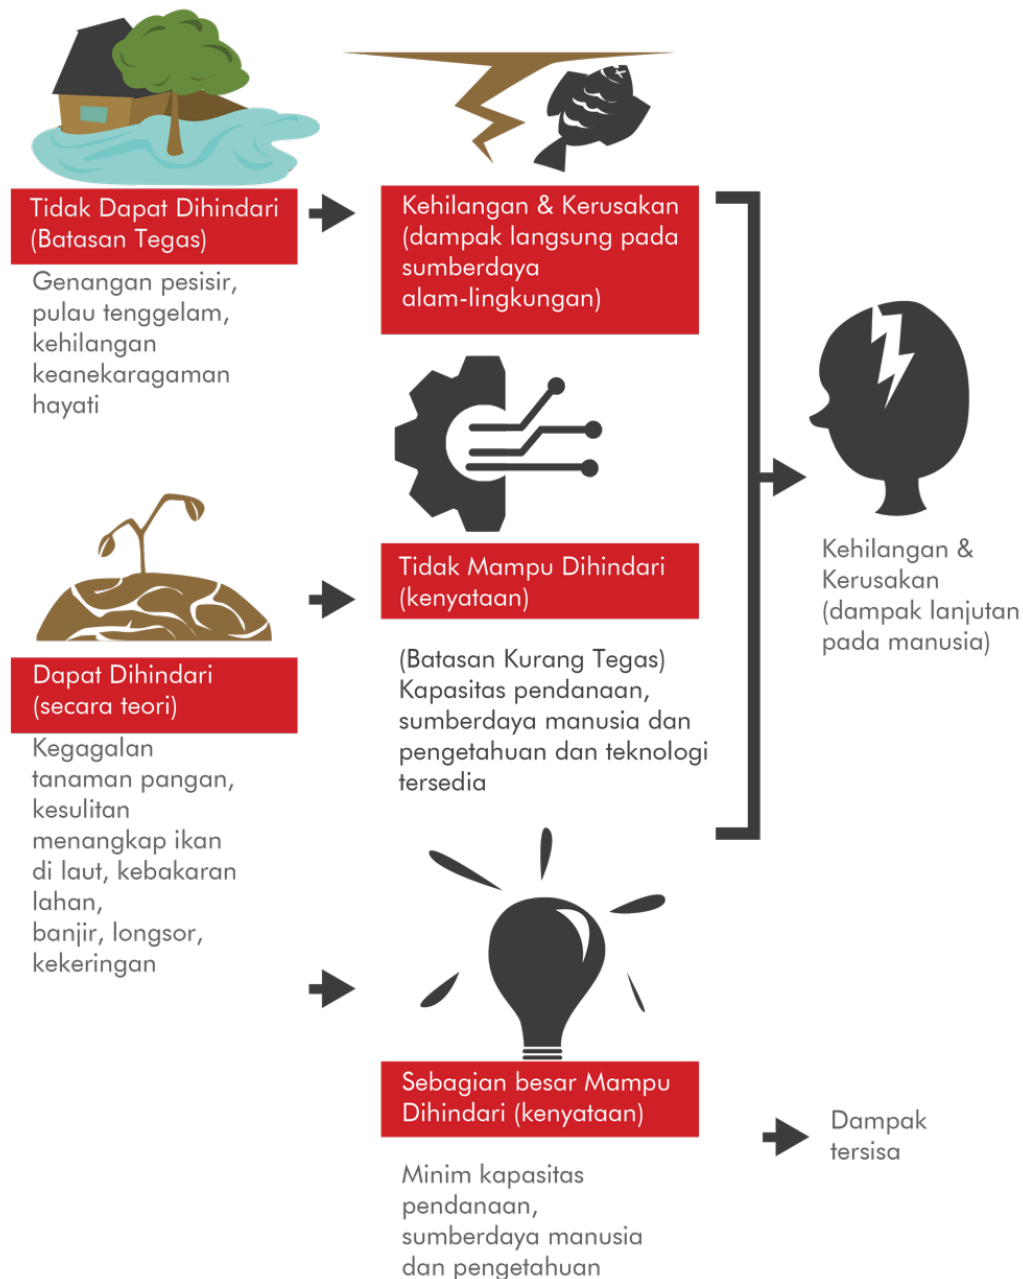 Tidak Dapat Dihindari
(Batasan Tegas)
Genangan pesisir,
pulau tenggelam,
kehilangan
keanekaragaman
hayati
Kehilangan & Kerusakan
(dampak langsung pada
sumberdaya
alam-lingkungan)
Dapat Dihindari
(secara teori)
Kegagalan
tanaman pangan,
kesulitan
menangkap ikan
di laut, kebakaran
lahan,
banjir, longsor,
kekeringan
Tidak Mampu Dihindari
(kenyataan)
(Batasan Kurang Tegas)
Kapasitas pendanaan,
sumberdaya manusia dan
pengetahuan dan teknologi
tersedia
Kehilangan &
Kerusakan
(dampak lanjutan
pada manusia)
Sebagian besar Mampu
Dihindari (kenyataan)
Minim kapasitas
pendanaan,
sumberdaya manusia
dan pengetahuan
Dampak
tersisa